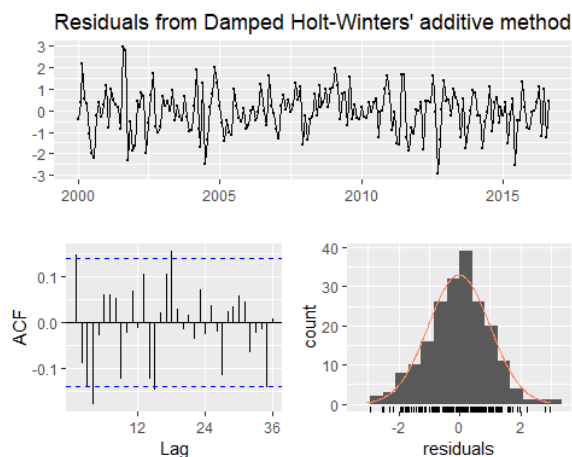 Residuals from Damped Holt-Winters' additive method
3
2
1
0
-1
-2
-3
2000 2005 2010 2015
0.1
0.0
-0.1
ACF
12 24 36
Lag
40
30
20
10
0
count
-2 0 2
residuals